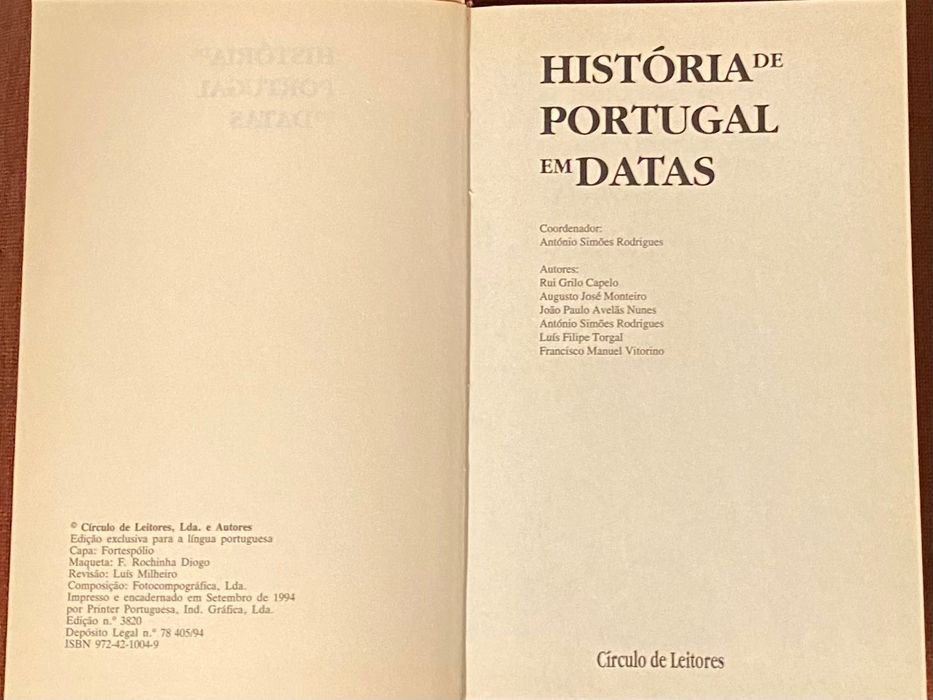 © Círculo de Leitores, Lda. e Autores
Edição exclusiva para a língua portuguesa
Capa: Fortespólio
Maqueta: F. Rochinha Diogo
Revisão: Luís Milheiro
Composição: Fotocompográfica, Lda.
Impresso e encadernado em Setembro de 1994
por Printer Portuguesa, Ind. Gráfica, Lda.
Edição n.º 3820
Depósito Legal n.º 78 405/94
ISBN 972-42-1004-9
HISTÓRIA DE
PORTUGAL
EM DATAS
Coordenador:
António Simões Rodrigues
Autores:
Rui Grilo Capelo
Augusto José Monteiro
João Paulo Avelãs Nunes
António Simões Rodrigues
Luís Filipe Torgal
Francisco Manuel Vitorino
Círculo de Leitores